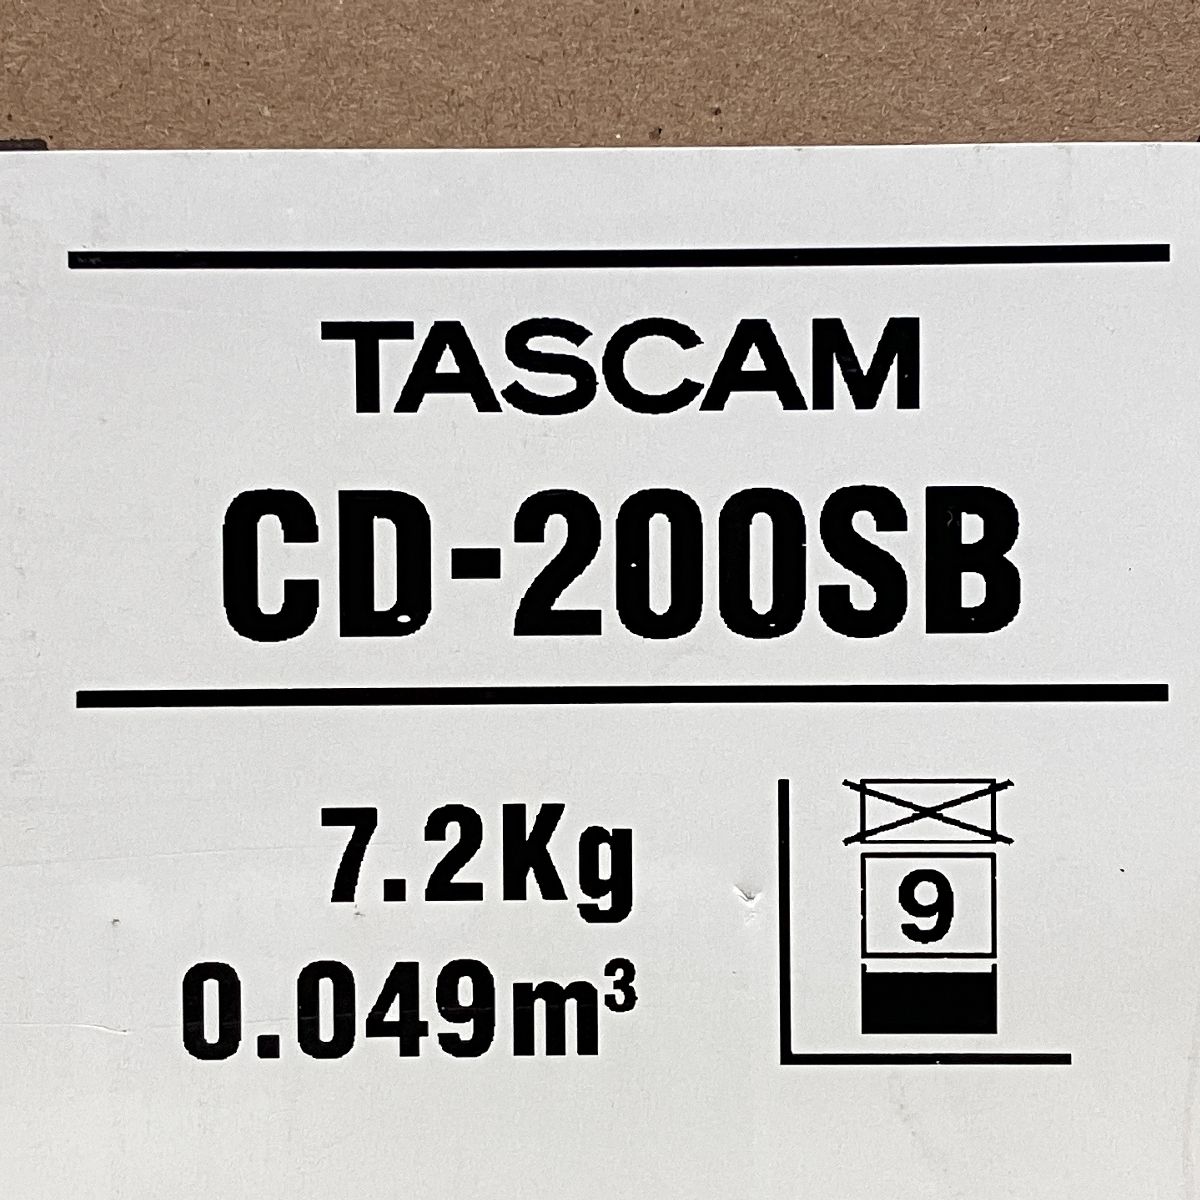 TASCAM
CD-200SB
7.2Kg
0.049m³
9